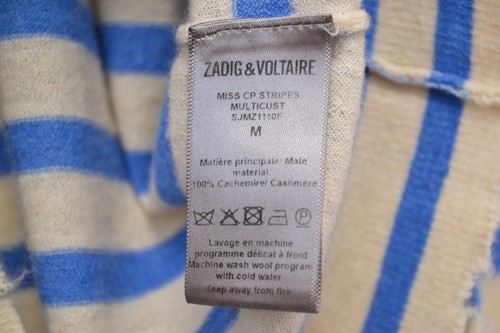 ZADIG&VOLTAIRE
MISS CP STRIPES
MULTICUST
SJMZ1110F
M
Matière principale/ Main
material:
100% Cachemire/ Cashmere
P
Lavage en machine
programme délicat à froid
Machine wash wool program
with cold water
Keep away from fire